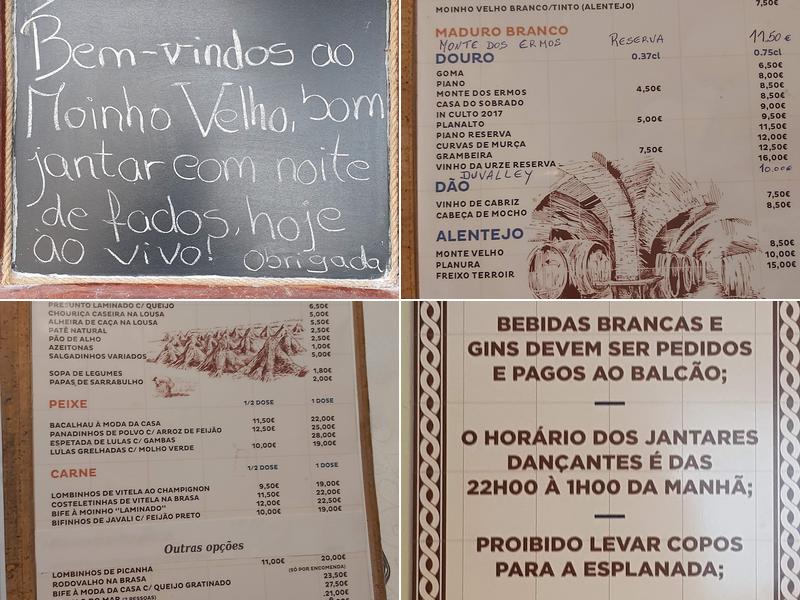 Bem-vindos ao
Moinho Velho, bom
jantar com noite
de fados, hoje
ao vivo! Obrigada
MOINHO VELHO BRANCO/TINTO (ALENTEJO) 7,50€
MADURO BRANCO
MONTE DOS ERMOS RESERVA 11,50 €
DOURO 0.37cl 0.75cl
GOMA 6,50€
PIANO 8,00€
MONTE DOS ERMOS 4,50€ 8,50€
CASA DO SOBRADO 8,50€
IN CULTO 2017 9,00€
PLANALTO 5,00€ 9,50€
PIANO RESERVA 11,50€
CURVAS DE MURÇA 12,00€
GRAMBEIRA 7,50€ 12,50€
VINHO DA URZE RESERVA 16,00€
DUVALLEY 10.00€
DÃO
VINHO DE CABRIZ 7,50€
CABEÇA DE MOCHO 8,50€
ALENTEJO
MONTE VELHO 8,50€
PLANURA 10,00€
FREIXO TERROIR 15,00€
PRESUNTO LAMINADO C/ QUEIJO 6,50€
CHOURIÇA CASEIRA NA LOUSA 5,00€
ALHEIRA DE CAÇA NA LOUSA 5,50€
PATÊ NATURAL 2,50€
PÃO DE ALHO 2,50€
AZEITONAS 1,00€
SALGADINHOS VARIADOS 5,00€
SOPA DE LEGUMES 1,80€
PAPAS DE SARRABULHO 2,00€
PEIXE 1/2 DOSE 1 DOSE
BACALHAU À MODA DA CASA 11,50€ 22,00€
PANADINHOS DE POLVO C/ ARROZ DE FEIJÃO 12,50€ 25,00€
ESPETADA DE LULAS C/ GAMBAS 28,00€
LULAS GRELHADAS C/ MOLHO VERDE 10,00€ 19,00€
CARNE 1/2 DOSE 1 DOSE
LOMBINHOS DE VITELA AO CHAMPIGNON 9,50€ 19,00€
COSTELETINHAS DE VITELA NA BRASA 11,50€ 22,00€
BIFE À MOINHO "LAMINADO" 12,00€ 22,50€
BIFINHOS DE JAVALI C/ FEIJÃO PRETO 10,00€ 19,00€
Outras opções
LOMBINHOS DE PICANHA 11,00€ 20,00€
(SÓ POR ENCOMENDA)
RODOVALHO NA BRASA 23,50€
BIFE À MODA DA CASA C/ QUEIJO GRATINADO 27,50€
DO MAR (2 PESSOAS) 21,00€
BEBIDAS BRANCAS E
GINS DEVEM SER PEDIDOS
E PAGOS AO BALCÃO;
O HORÁRIO DOS JANTARES
DANÇANTES É DAS
22H00 À 1H00 DA MANHÃ;
PROIBIDO LEVAR COPOS
PARA A ESPLANADA;